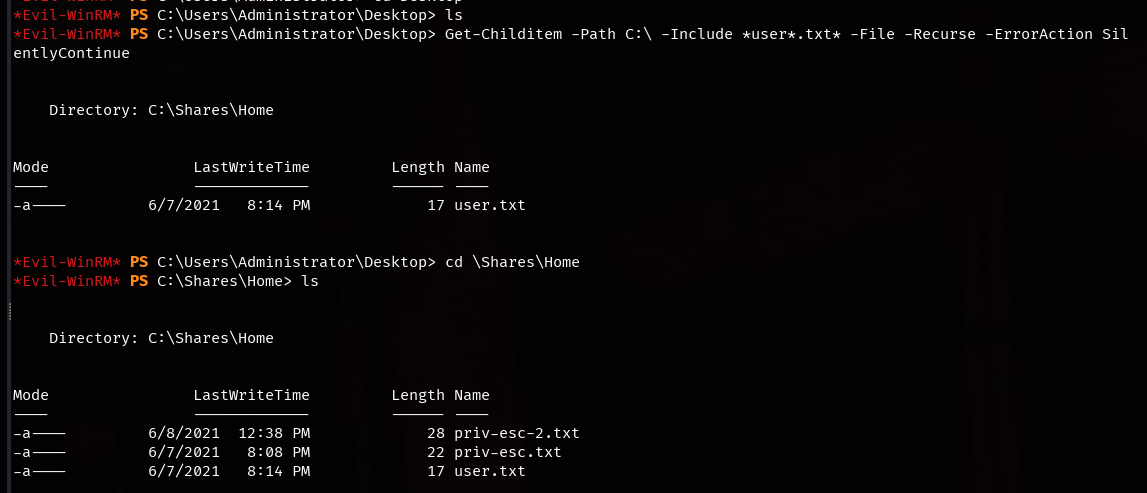 *Evil-WinRM* PS C:\Users\Administrator\Desktop> ls
*Evil-WinRM* PS C:\Users\Administrator\Desktop> Get-Childitem -Path C:\ -Include *user*.txt* -File -Recurse -ErrorAction Sil
entlyContinue
Directory: C:\Shares\Home
Mode LastWriteTime Length Name
---- ------------- ------ ----
-a---- 6/7/2021 8:14 PM 17 user.txt
*Evil-WinRM* PS C:\Users\Administrator\Desktop> cd \Shares\Home
*Evil-WinRM* PS C:\Shares\Home> ls
Directory: C:\Shares\Home
Mode LastWriteTime Length Name
---- ------------- ------ ----
-a---- 6/8/2021 12:38 PM 28 priv-esc-2.txt
-a---- 6/7/2021 8:08 PM 22 priv-esc.txt
-a---- 6/7/2021 8:14 PM 17 user.txt